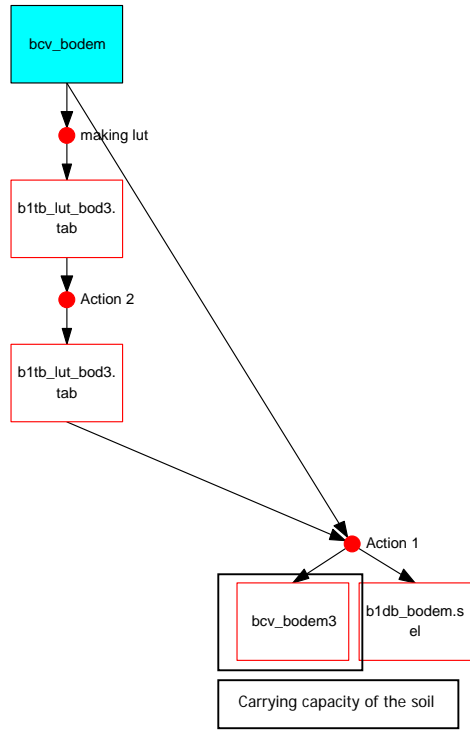 bcv_bodem
making lut
b1tb_lut_bod3.
tab
Action 2
b1tb_lut_bod3.
tab
Action 1
bcv_bodem3
b1db_bodem.s
el
Carrying capacity of the soil